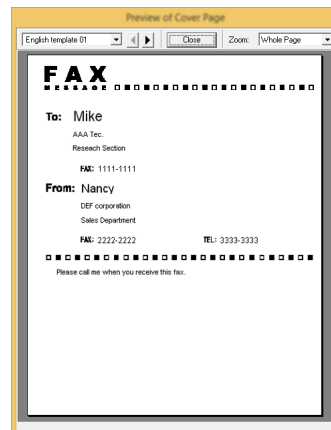 Preview of Cover Page
English template 01 Close Zoom: Whole Page
FAX
MESSAGE
To: Mike
AAA Tec.
Reseach Section
FAX: 1111-1111
From: Nancy
DEF corporation
Sales Department
FAX: 2222-2222 TEL: 3333-3333
Please call me when you receive this fax.